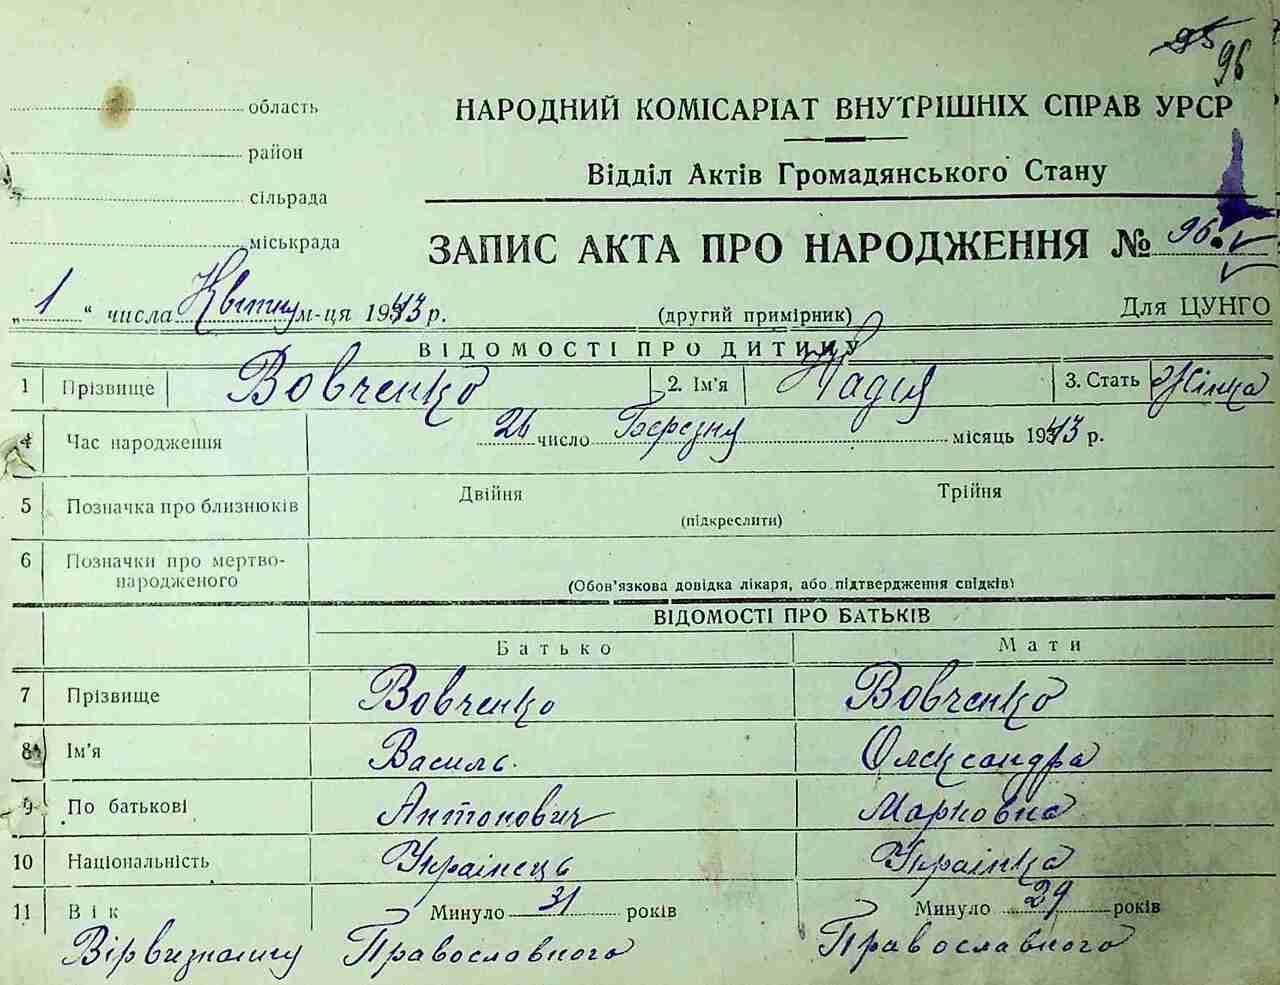 95
96
область
район
сільрада
міськрада
НАРОДНИЙ КОМІСАРІАТ ВНУТРІШНІХ СПРАВ УРСР
Відділ Актів Громадянського Стану
ЗАПИС АКТА ПРО НАРОДЖЕННЯ № 96.
„ 1 “ числа Квітня м-ця 1943 р. (другий примірник) Для ЦУНГО
ВІДОМОСТІ ПРО ДИТИНУ
1 Прізвище Вовченко 2. Ім'я Надія 3. Стать Жінка
4 Час народження 26 число Березня місяць 1943 р.
5 Позначка про близнюків Двійня Трійня
(підкреслити)
6 Позначки про мертво-
народженого (Обов'язкова довідка лікаря, або підтвердження свідків)
ВІДОМОСТІ ПРО БАТЬКІВ
Батько Мати
7 Прізвище Вовченко Вовченко
8 Ім'я Василь. Олександра
9 По батькові Антонович Марковна
10 Національність Украінець Украінка
11 Вік Минуло 31 років Минуло 29 років
Православного Православного